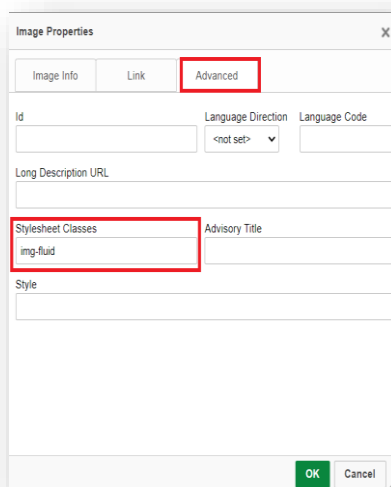 Image Properties X
Image Info Link Advanced
Id Language Direction Language Code
<not set>
Long Description URL
Stylesheet Classes Advisory Title
img-fluid
Style
OK Cancel